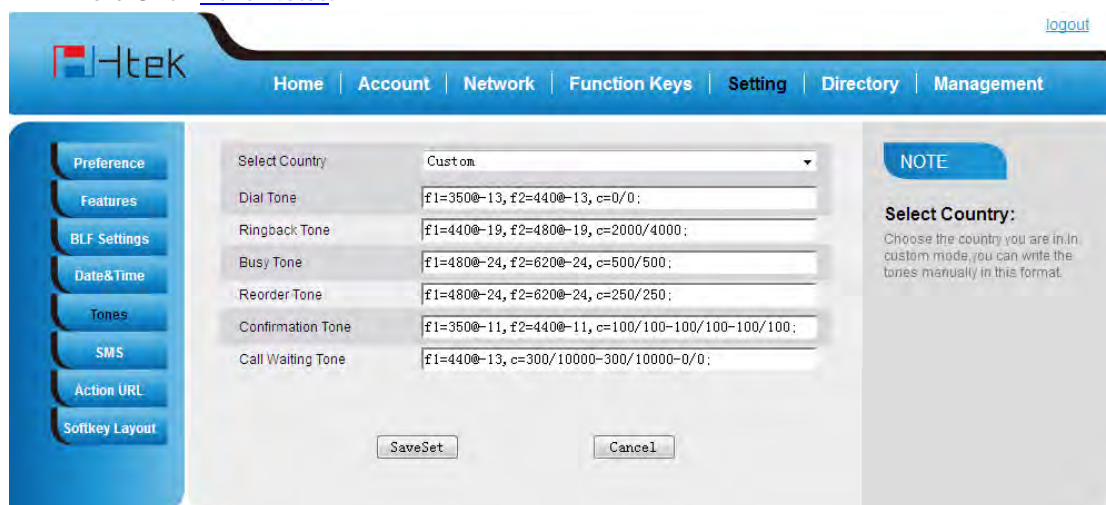 logout
Htek
Home | Account | Network | Function Keys | Setting | Directory | Management
Preference
Features
BLF Settings
Date&Time
Tones
SMS
Action URL
Softkey Layout
Select Country Custom
Dial Tone f1=350@-13,f2=440@-13,c=0/0;
Ringback Tone f1=440@-19,f2=480@-19,c=2000/4000;
Busy Tone f1=480@-24,f2=620@-24,c=500/500;
Reorder Tone f1=480@-24,f2=620@-24,c=250/250;
Confirmation Tone f1=350@-11,f2=440@-11,c=100/100-100/100-100/100;
Call Waiting Tone f1=440@-13,c=300/10000-300/10000-0/0;
SaveSet Cancel
NOTE
Select Country:
Choose the country you are in.In
custom mode,you can write the
tones manually in this format.